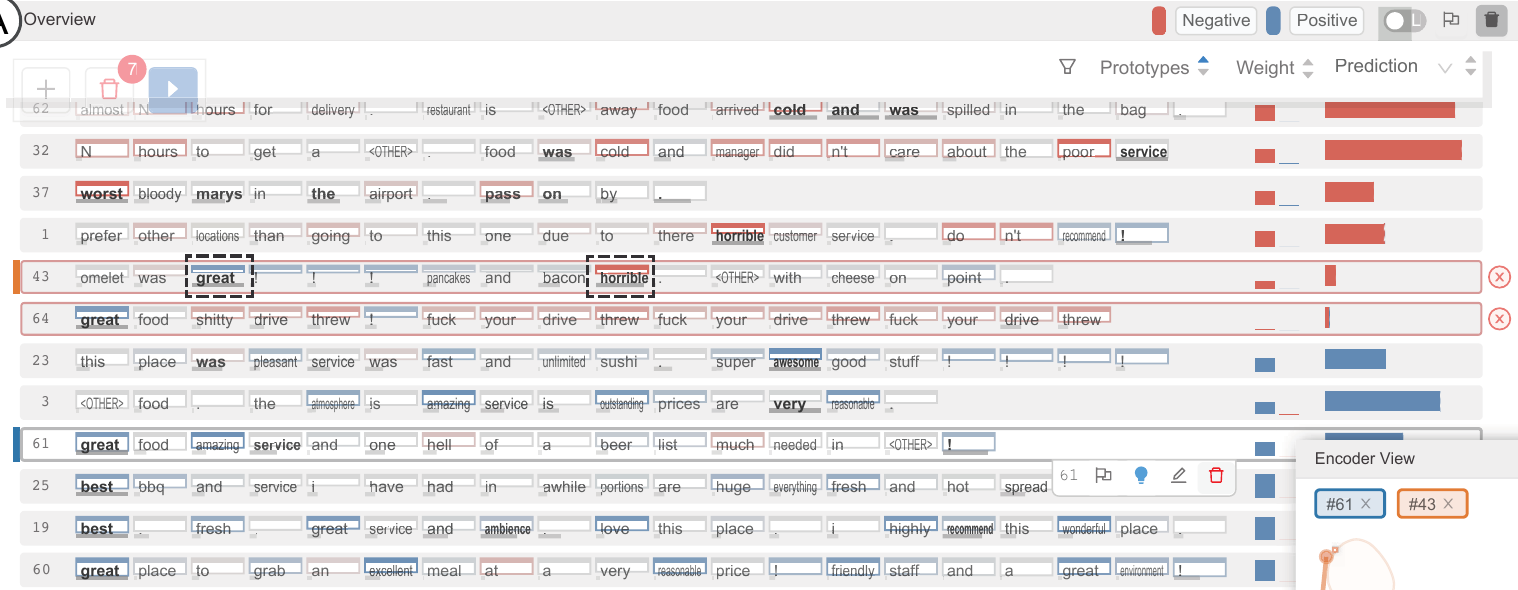 A Overview Negative Positive L
7 Prototypes Weight Prediction
62 almost N hours for delivery . restaurant is <OTHER> away food arrived cold and was spilled in the bag .
32 N hours to get a <OTHER> . food was cold and manager did n't care about the poor service
37 worst bloody marys in the airport . pass on by .
1 prefer other locations than going to this one due to there horrible customer service . do n't recommend !
43 omelet was great ! ! ! pancakes and bacon horrible . <OTHER> with cheese on point .
64 great food shitty drive threw ! fuck your drive threw fuck your drive threw fuck your drive threw
23 this place was pleasant service was fast and unlimited sushi . super awesome good stuff ! ! ! !
3 <OTHER> food . the atmosphere is amazing service is outstanding prices are very reasonable .
61 great food amazing service and one hell of a beer list much needed in <OTHER> !
Encoder View
61
25 best bbq and service i have had in awhile portions are huge everything fresh and hot spread
#61 × #43 ×
19 best . fresh . great service and ambience . love this place . i highly recommend this wonderful place .
60 great place to grab an excellent meal at a very reasonable price ! friendly staff and a great environment !